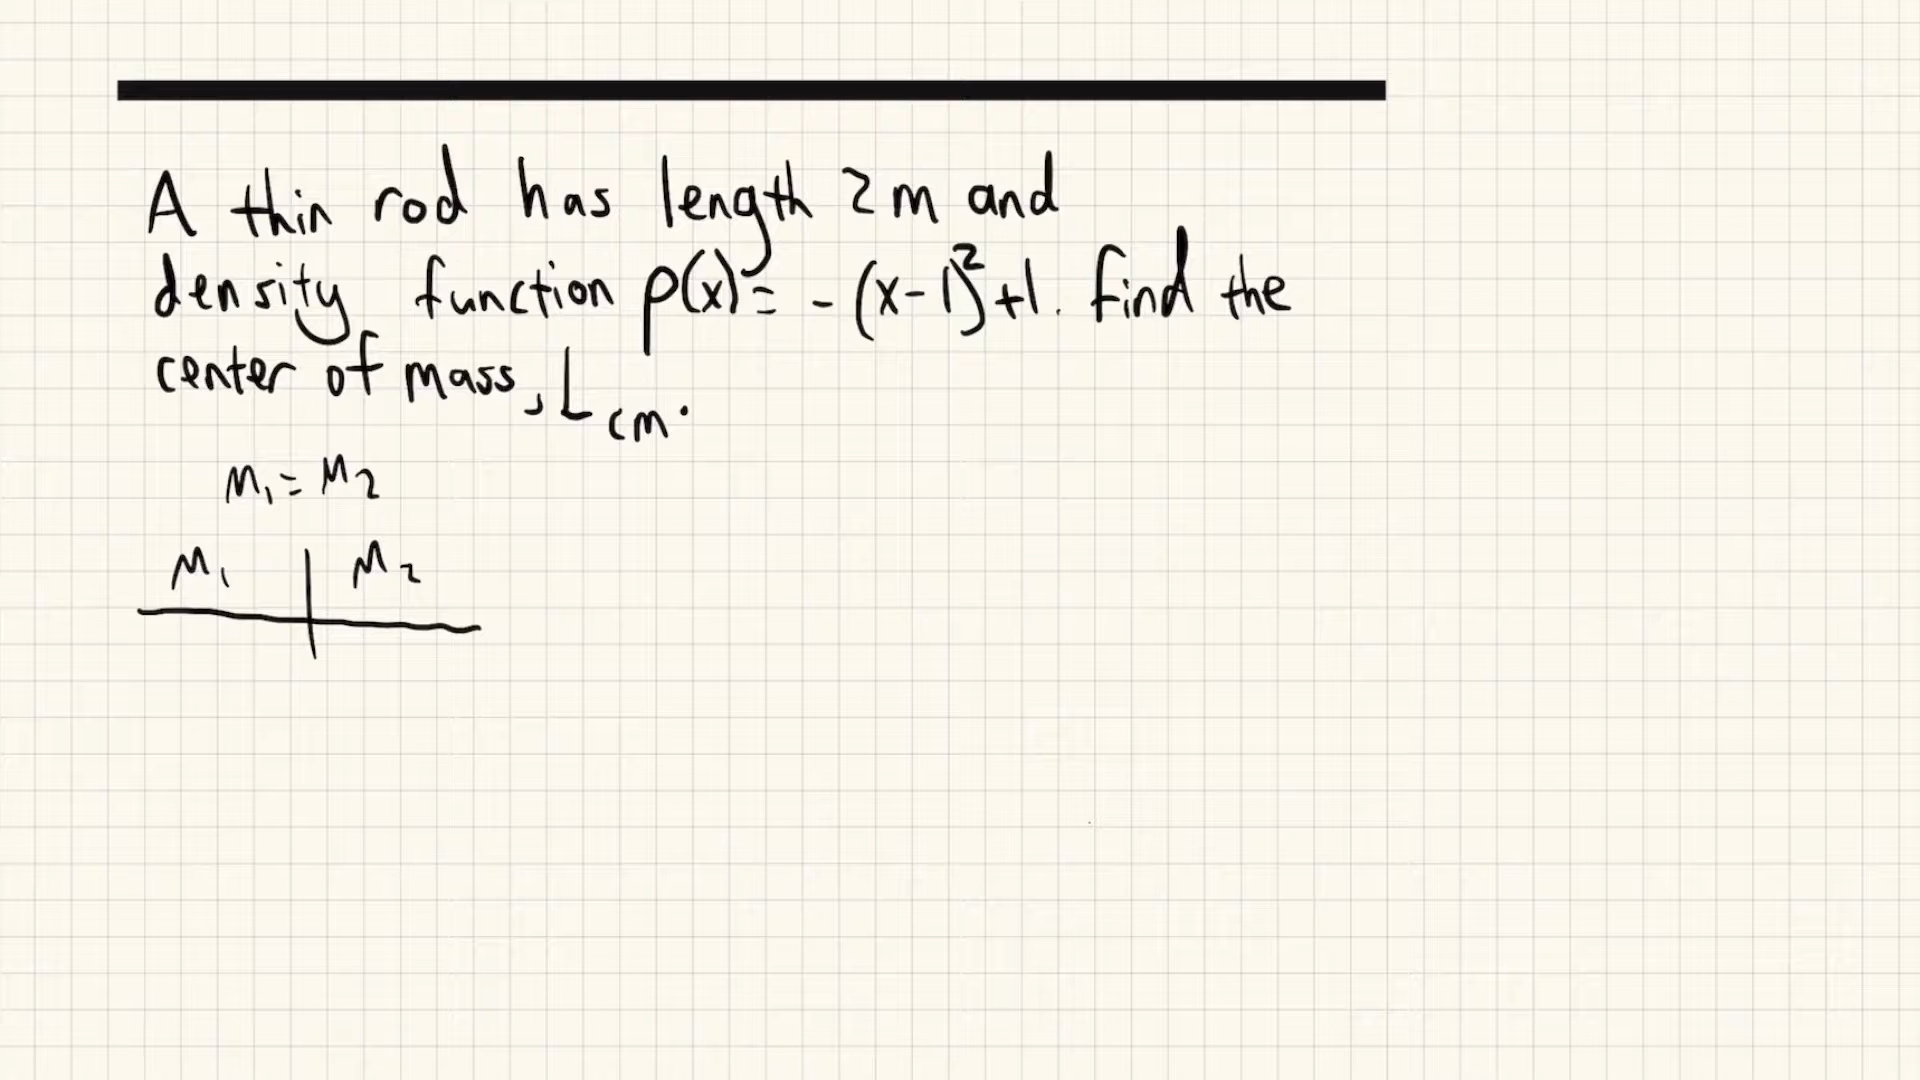 A thin rod has length 2m and
density function ρ(x) = -(x-1)²+1. Find the
center of mass, L_cm.
M₁ = M₂
M₁ | M₂